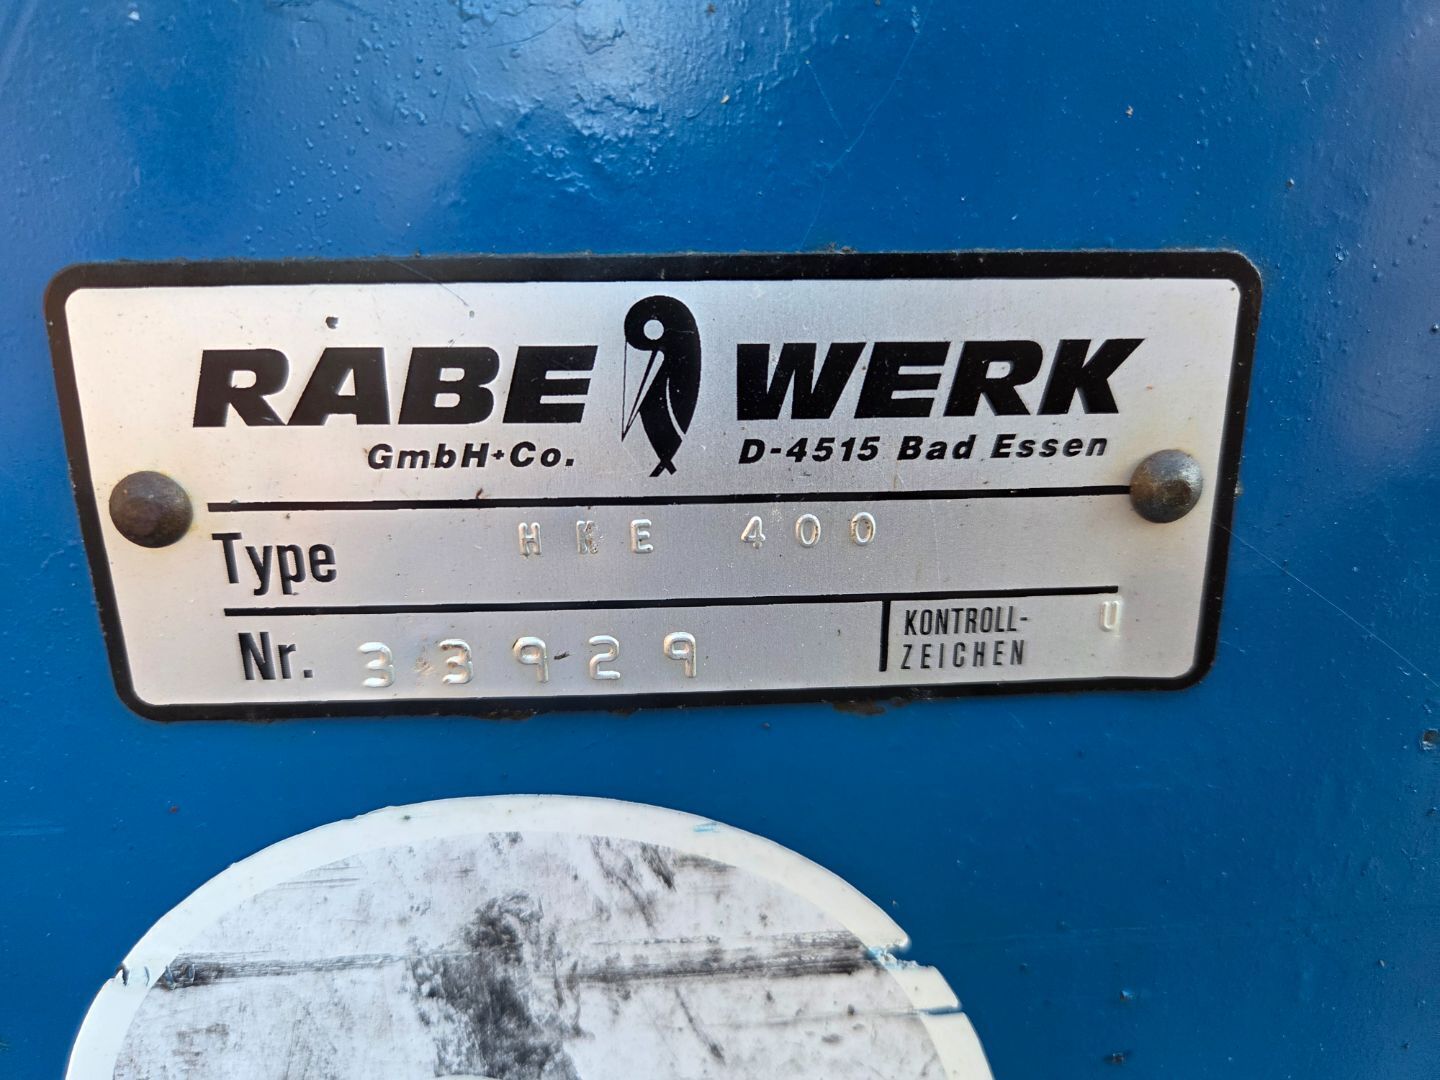 RABE WERK
GmbH+Co. D-4515 Bad Essen
Type HKE 400
Nr. 33929 KONTROLL-
ZEICHEN U